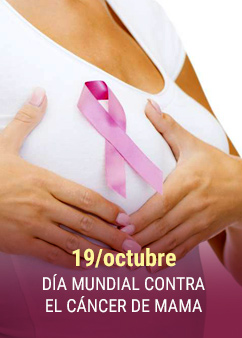 19/octubre
DÍA MUNDIAL CONTRA
EL CÁNCER DE MAMA